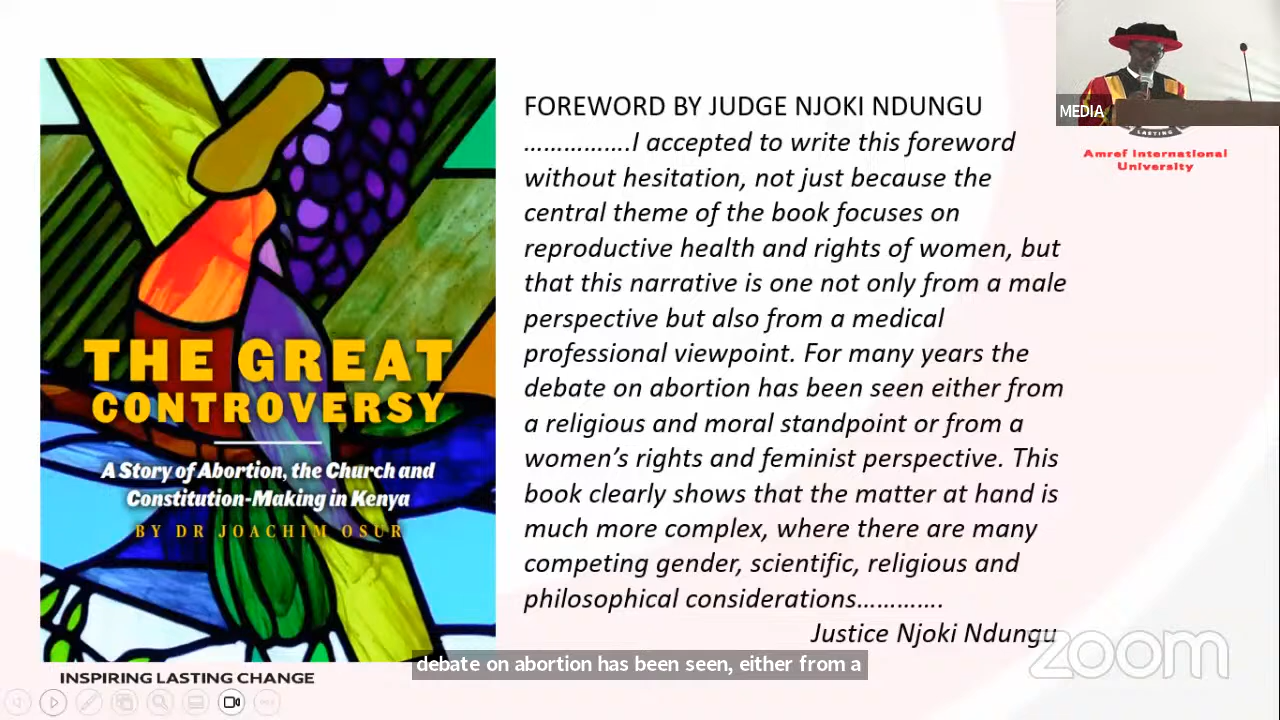 THE GREAT
CONTROVERSY
A Story of Abortion, the Church and
Constitution-Making in Kenya
BY DR JOACHIM OSUR
INSPIRING LASTING CHANGE
FOREWORD BY JUDGE NJOKI NDUNGU
…………….I accepted to write this foreword
without hesitation, not just because the
central theme of the book focuses on
reproductive health and rights of women, but
that this narrative is one not only from a male
perspective but also from a medical
professional viewpoint. For many years the
debate on abortion has been seen either from
a religious and moral standpoint or from a
women’s rights and feminist perspective. This
book clearly shows that the matter at hand is
much more complex, where there are many
competing gender, scientific, religious and
philosophical considerations………….
Justice Njoki Ndungu
debate on abortion has been seen, either from a
MEDIA
LASTING
Amref International
University
zoom